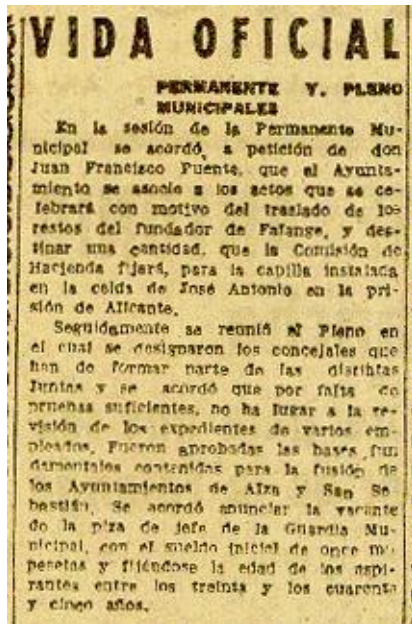 VIDA OFICIAL
PERMANENTE Y PLENO
MUNICIPALES
En la sesión de la Permanente Mu-
nicipal se acordó, a petición de don
Juan Francisco Puente, que el Ayunta-
miento se asocie a los actos que se ce-
lebrará con motivo del traslado de los
restos del fundador de Falange, y des-
tinar una cantidad, que la Comisión de
Hacienda fijará, para la capilla instalada
en la celda de José Antonio en la pri-
sión de Alicante.
Seguidamente se reunió el Pleno en
el cual se designaron los concejales que
han de formar parte de las distintas
Juntas y se acordó que por falta de
pruebas suficientes, no ha lugar a la re-
visión de los expedientes de varios em-
pleados. Fueron aprobadas las bases fun
damentales contenidas para la fusión de
los Ayuntamientos de Alza y San Se
bastián. Se acordó anunciar la vacante
de la plza de jefe de la Guardia Mu-
nicipal, con el sueldo inicial de once mil
pesetas y fijándose la edad de los aspi-
rantes entre los treinta y los cuarenta
y cinco años.